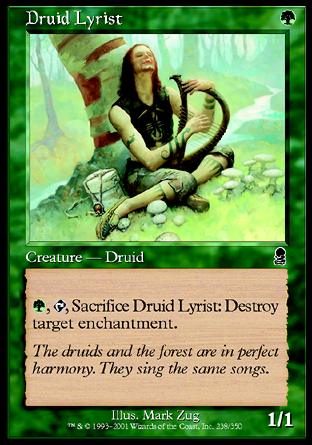 Druid Lyrist
Creature — Druid
, , Sacrifice Druid Lyrist: Destroy
target enchantment.
The druids and the forest are in perfect
harmony. They sing the same songs.
Illus. Mark Zug
™ & © 1993–2001 Wizards of the Coast, Inc. 238/350
1/1